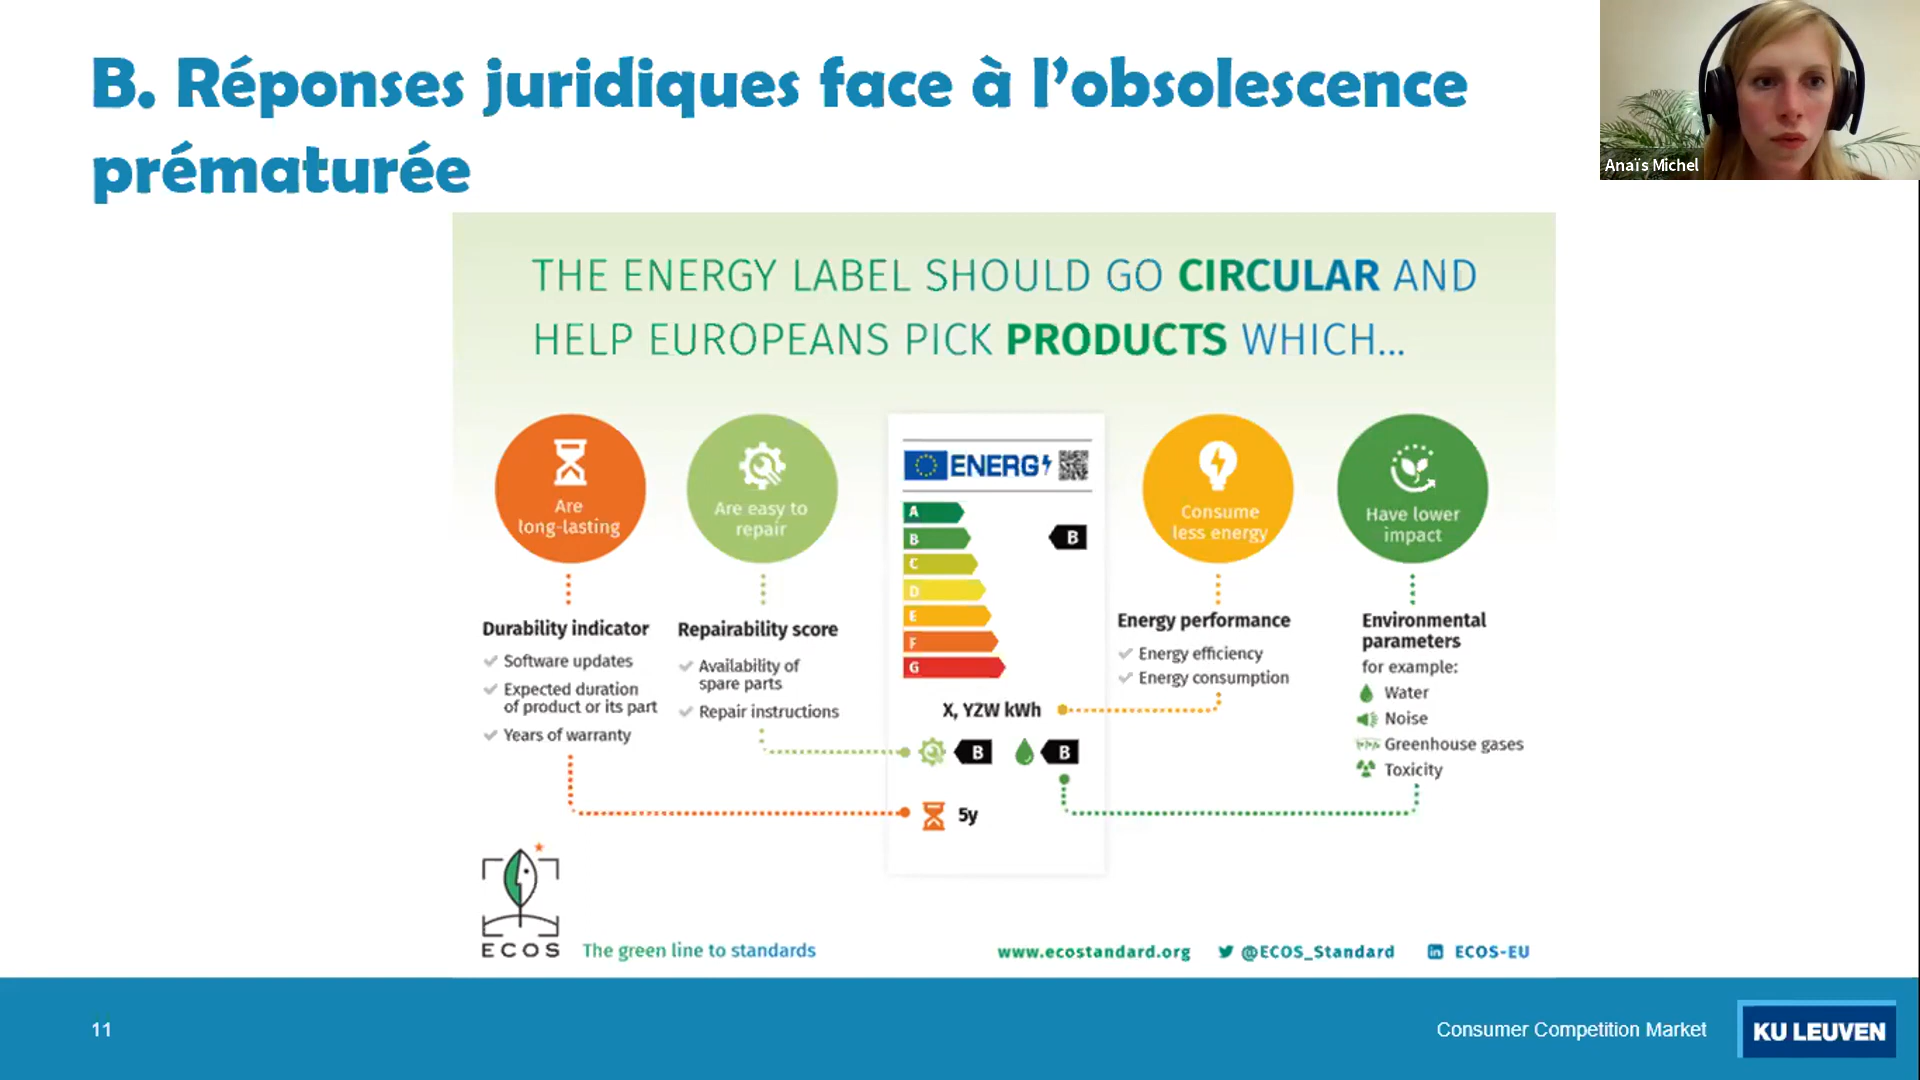 B. Réponses juridiques face à l’obsolescence
prématurée
Anaïs Michel
THE ENERGY LABEL SHOULD GO CIRCULAR AND
HELP EUROPEANS PICK PRODUCTS WHICH...
Are
long-lasting
Are easy to
repair
ENERG
A
B
C
D
E
F
G
B
X, YZW kWh
B
B
5y
Consume
less energy
Have lower
impact
Durability indicator
Software updates
Expected duration
of product or its part
Years of warranty
Repairability score
Availability of
spare parts
Repair instructions
Energy performance
Energy efficiency
Energy consumption
Environmental
parameters
for example:
Water
Noise
Greenhouse gases
Toxicity
ECOS
The green line to standards
www.ecostandard.org
@ECOS_Standard
ECOS-EU
11
Consumer Competition Market
KU LEUVEN